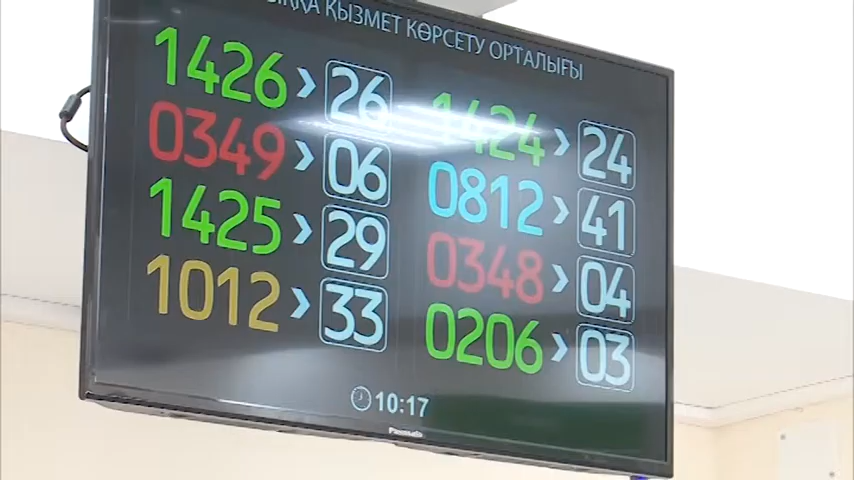 ҚЫЗМЕТ КӨРСЕТУ ОРТАЛЫҒЫ
1426 › 26
0349 › 06
1425 › 29
1012 › 33
1424 › 24
0812 › 41
0348 › 04
0206 › 03
10:17
Panasonic